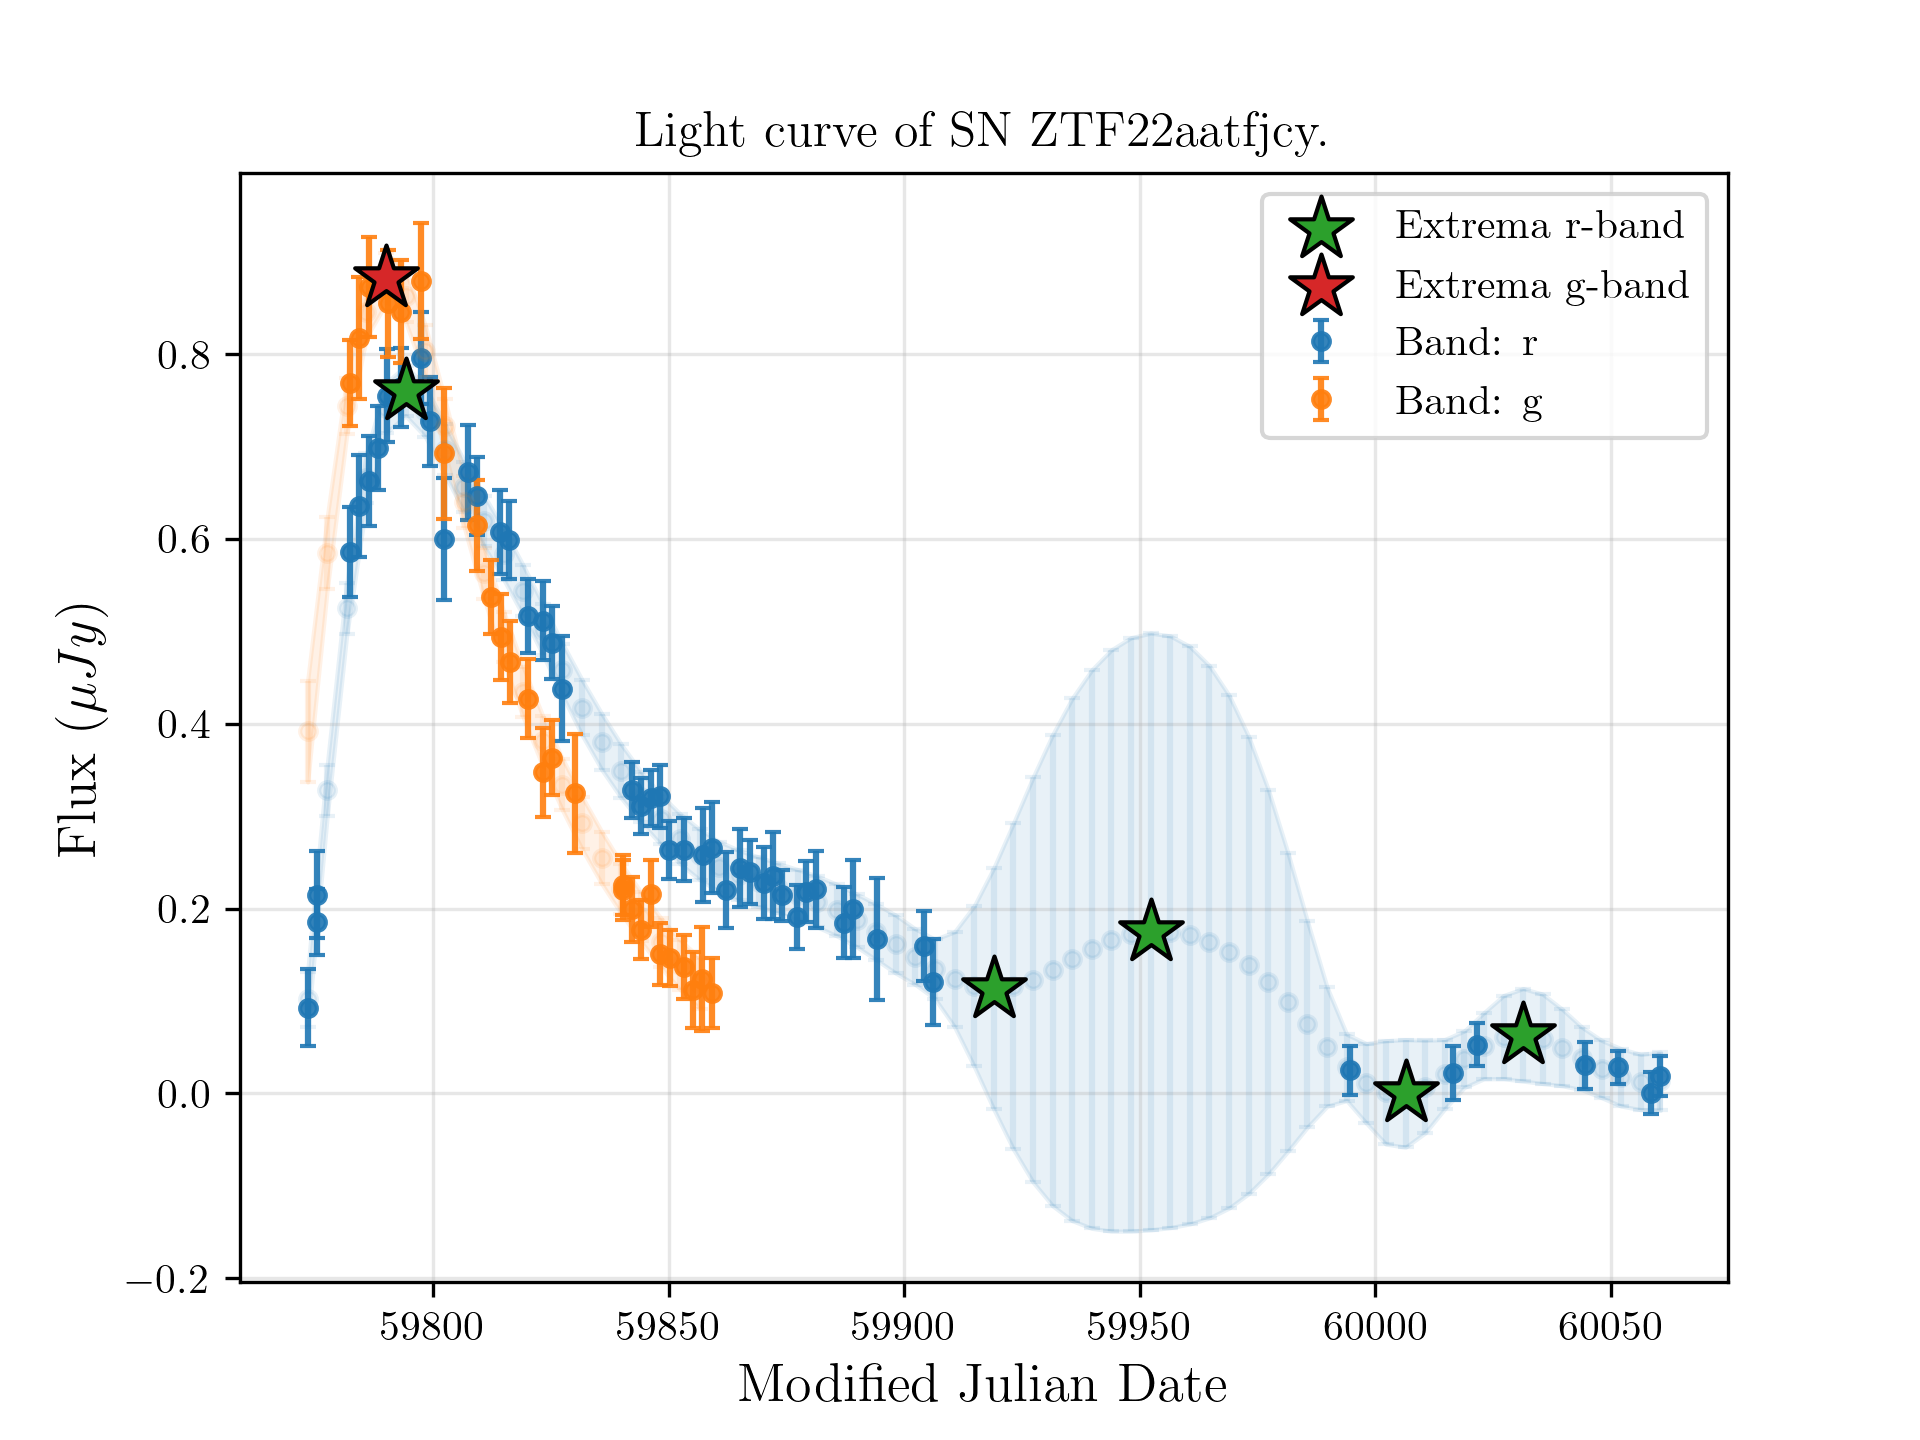 Light curve of SN ZTF22aatfjcy.
Extrema r-band
Extrema g-band
Band: r
Band: g
Flux (μJy)
0.8
0.6
0.4
0.2
0.0
−0.2
59800 59850 59900 59950 60000 60050
Modified Julian Date